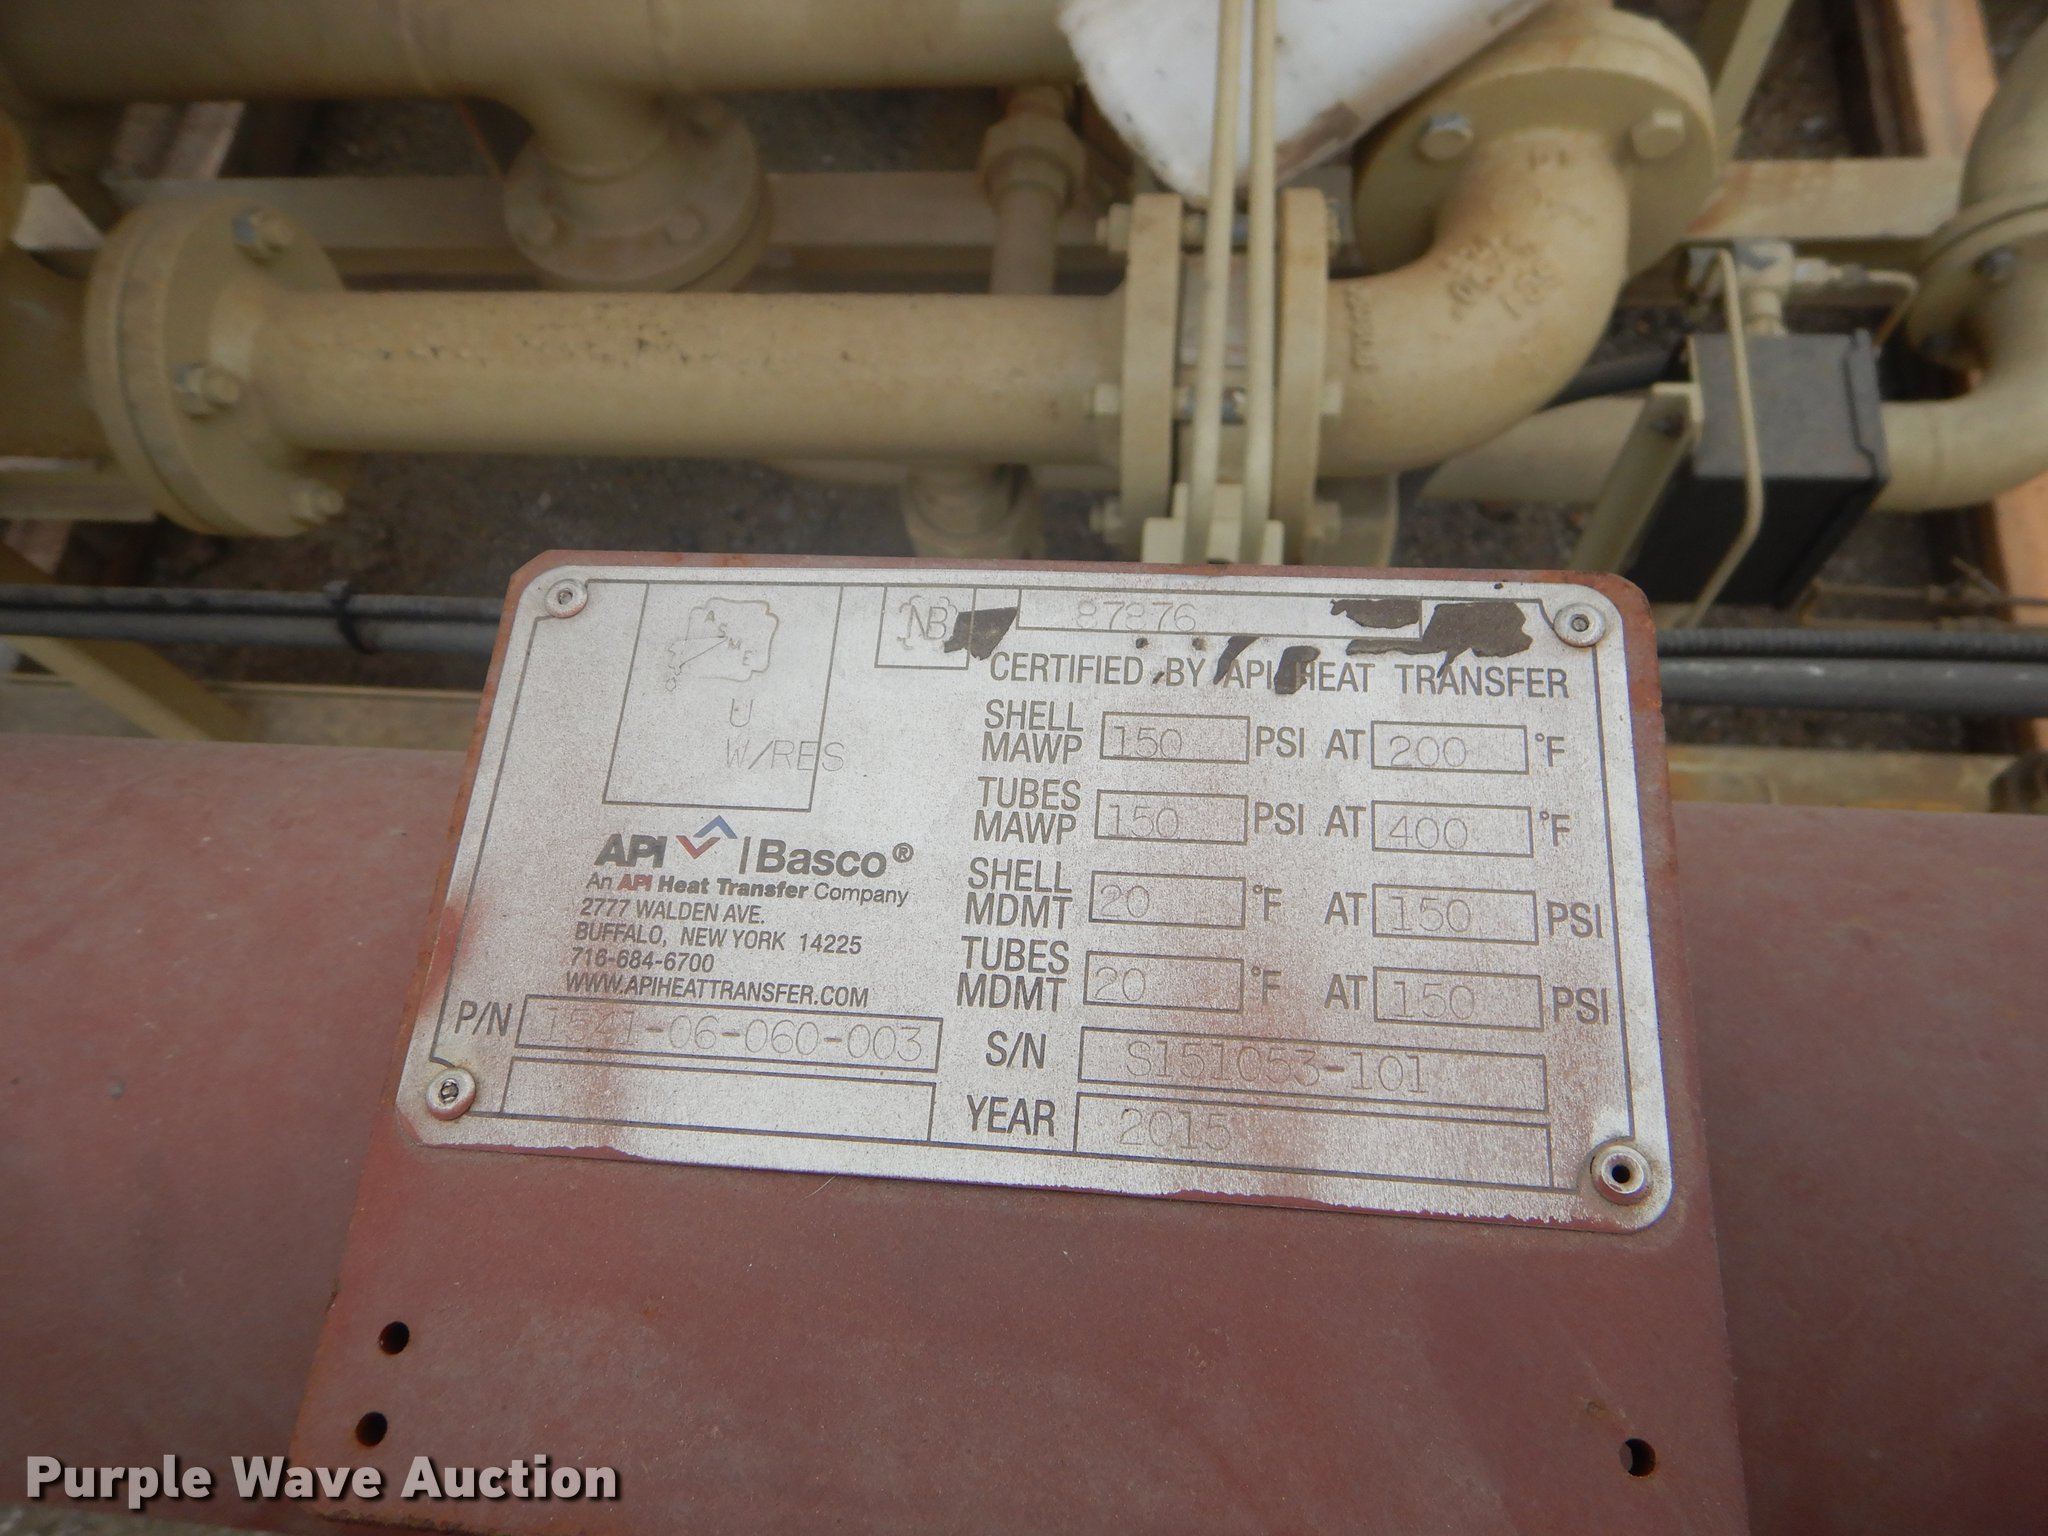 ASME
U
W/RES
NB
87876
CERTIFIED BY API HEAT TRANSFER
SHELL MAWP 150 PSI AT 200 °F
TUBES MAWP 150 PSI AT 400 °F
SHELL MDMT 20 °F AT 150 PSI
TUBES MDMT 20 °F AT 150 PSI
API | Basco®
An API Heat Transfer Company
2777 WALDEN AVE.
BUFFALO, NEW YORK 14225
716-684-6700
WWW.APIHEATTRANSFER.COM
P/N 1541-06-060-003
S/N S151053-101
YEAR 2015
Purple Wave Auction